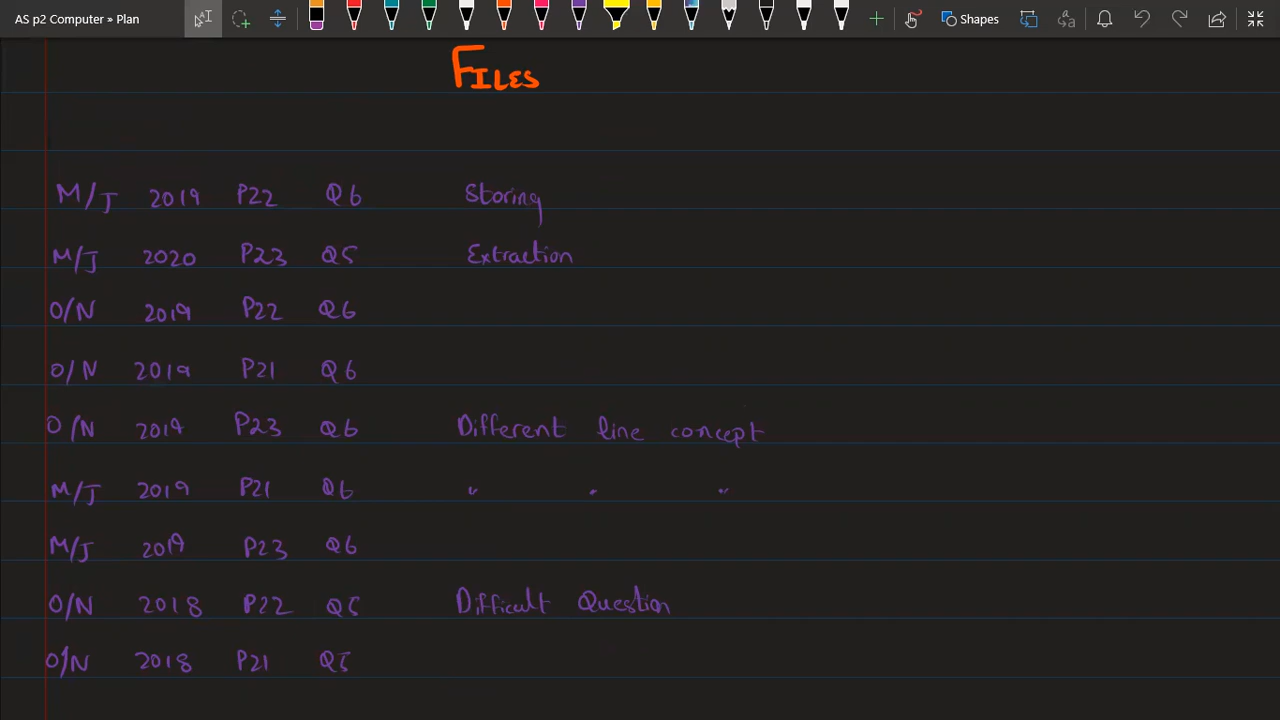 AS p2 Computer » Plan
Shapes
FILES
M/J 2019 P22 Q6 Storing
M/J 2020 P23 Q5 Extraction
O/N 2019 P22 Q6
O/N 2019 P21 Q6
O/N 2019 P23 Q6 Different line concept
M/J 2019 P21 Q6 " " "
M/J 2019 P23 Q6
O/N 2018 P22 Q5 Difficult Question
O/N 2018 P21 Q5